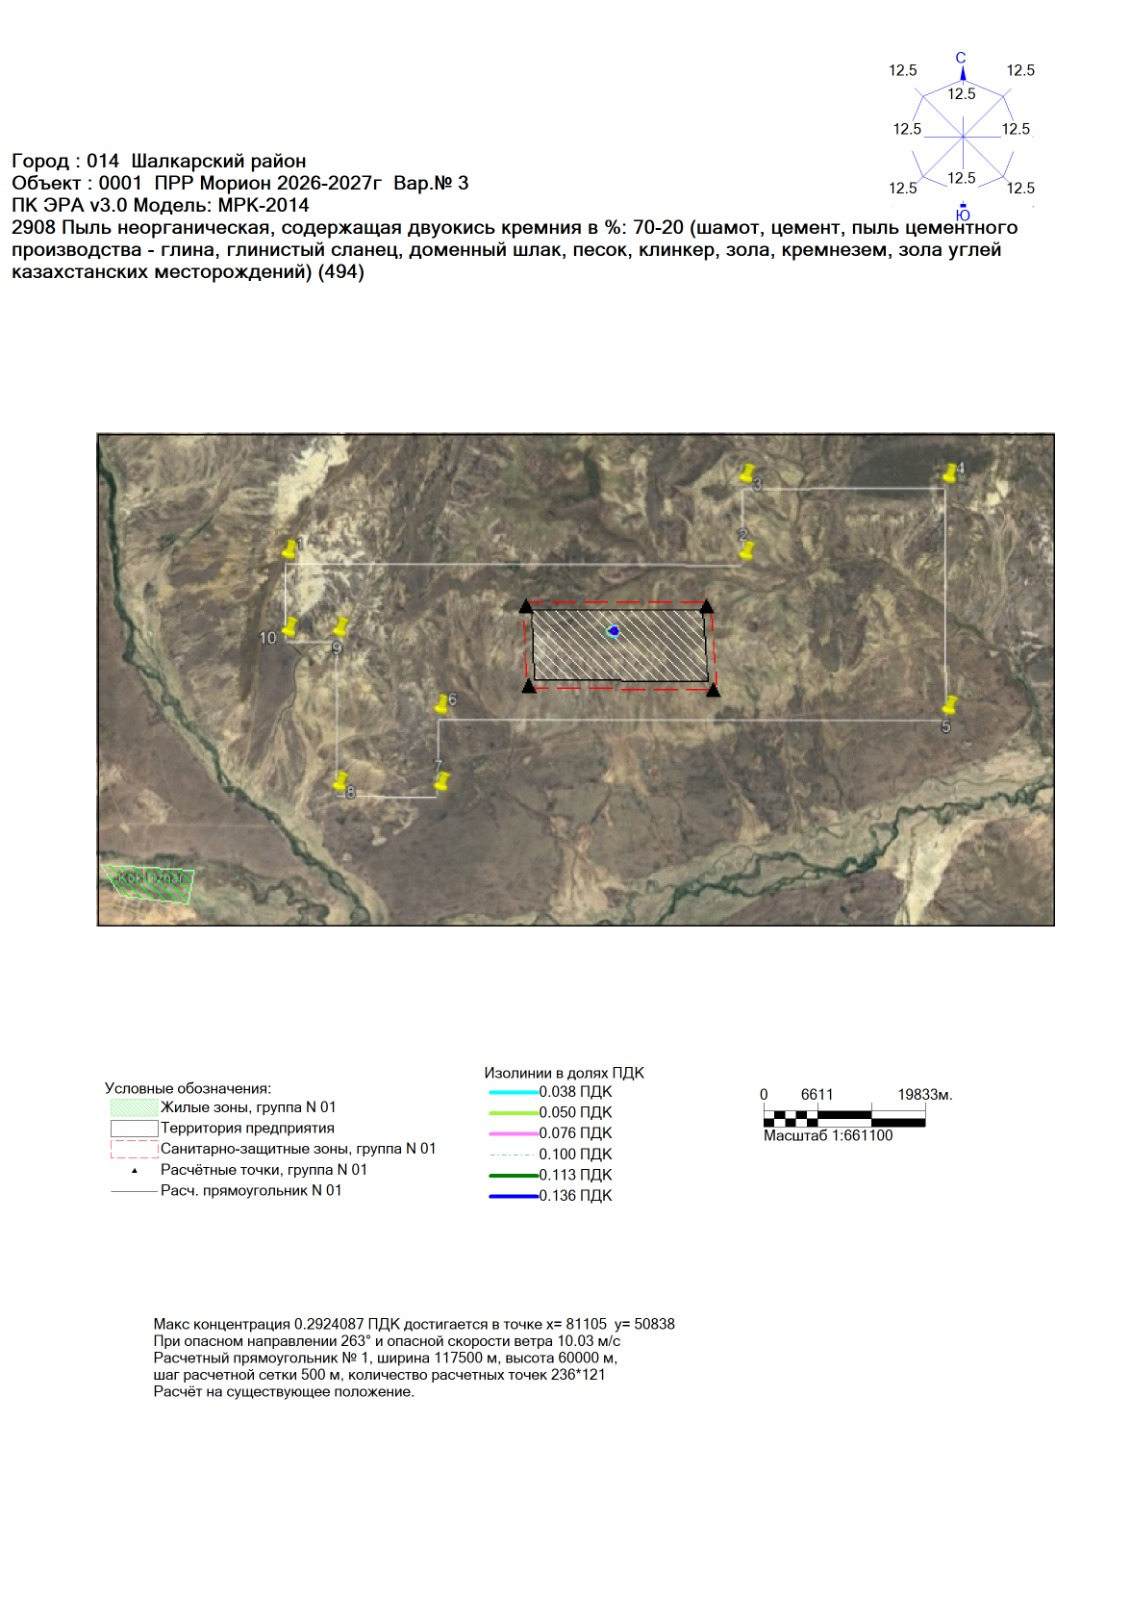 С
12.5 12.5
12.5
12.5 12.5
12.5
12.5 12.5
Ю
Город : 014 Шалкарский район
Объект : 0001 ПРР Морион 2026-2027г Вар.№ 3
ПК ЭРА v3.0 Модель: МРК-2014
2908 Пыль неорганическая, содержащая двуокись кремния в %: 70-20 (шамот, цемент, пыль цементного
производства - глина, глинистый сланец, доменный шлак, песок, клинкер, зола, кремнезем, зола углей
казахстанских месторождений) (494)
4
3
2
1
10
9
6
5
7
8
Условные обозначения:
Жилые зоны, группа N 01
Территория предприятия
Санитарно-защитные зоны, группа N 01
Расчётные точки, группа N 01
Расч. прямоугольник N 01
Изолинии в долях ПДК
0.038 ПДК
0.050 ПДК
0.076 ПДК
0.100 ПДК
0.113 ПДК
0.136 ПДК
0 6611 19833м.
Масштаб 1:661100
Макс концентрация 0.2924087 ПДК достигается в точке x= 81105 y= 50838
При опасном направлении 263° и опасной скорости ветра 10.03 м/с
Расчетный прямоугольник № 1, ширина 117500 м, высота 60000 м,
шаг расчетной сетки 500 м, количество расчетных точек 236*121
Расчёт на существующее положение.